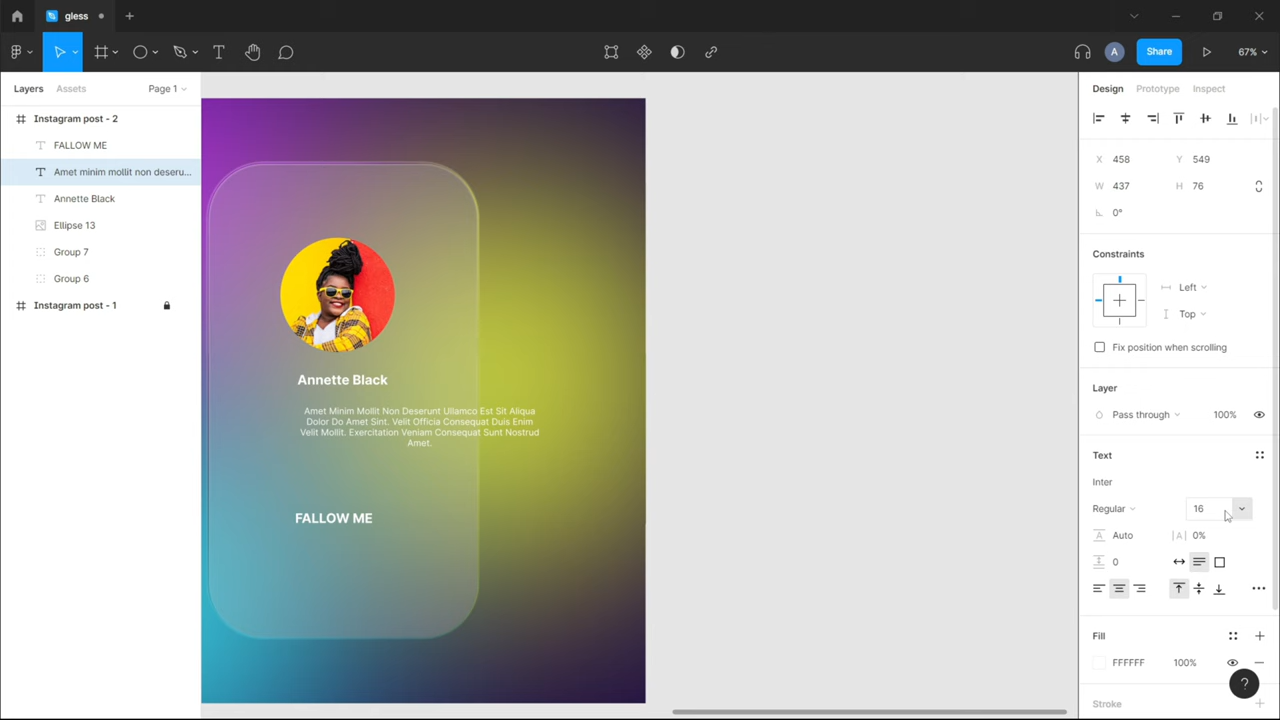 gless
Share
67%
Layers
Assets
Page 1
Instagram post - 2
FALLOW ME
Amet minim mollit non deseru...
Annette Black
Ellipse 13
Group 7
Group 6
Instagram post - 1
Annette Black
Amet Minim Mollit Non Deserunt Ullamco Est Sit Aliqua
Dolor Do Amet Sint. Velit Officia Consequat Duis Enim
Velit Mollit. Exercitation Veniam Consequat Sunt Nostrud
Amet.
FALLOW ME
A
Design
Prototype
Inspect
X 458
Y 549
W 437
H 76
0°
Constraints
Left
Top
Fix position when scrolling
Layer
Pass through
100%
Text
Inter
Regular
16
Auto
0%
0
Fill
FFFFFF
100%
Stroke
?